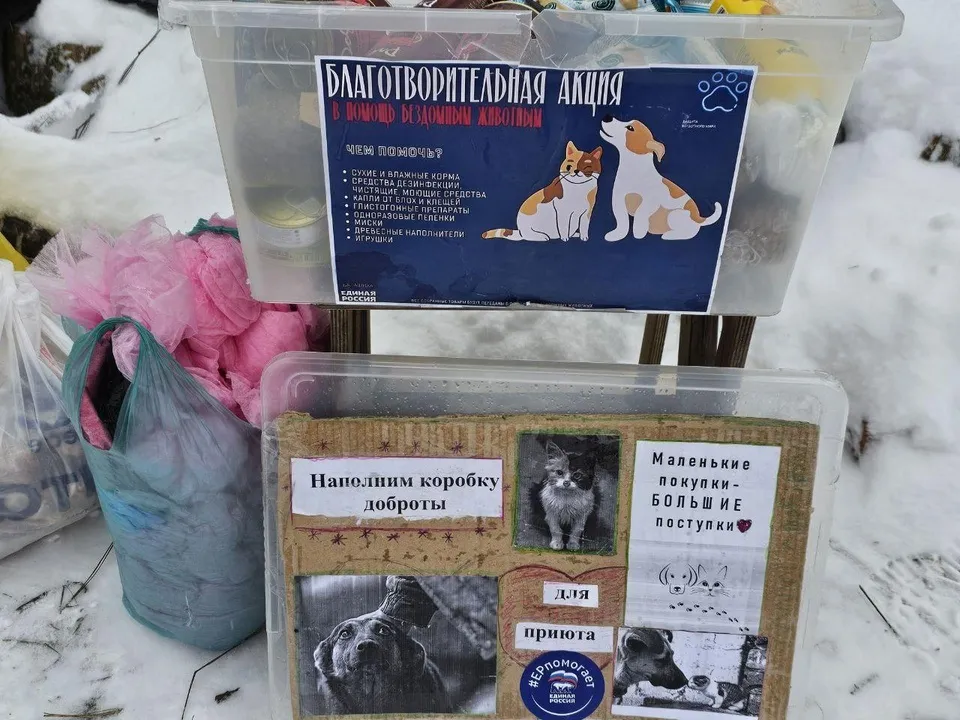 БЛАГОТВОРИТЕЛЬНАЯ АКЦИЯ
В ПОМОЩЬ БЕЗДОМНЫМ ЖИВОТНЫМ
ЧЕМ ПОМОЧЬ?
• СУХИЕ И ВЛАЖНЫЕ КОРМА
• СРЕДСТВА ДЕЗИНФЕКЦИИ,
ЧИСТЯЩИЕ, МОЮЩИЕ СРЕДСТВА
• КАПЛИ ОТ БЛОХ И КЛЕЩЕЙ
• ГЛИСТОГОННЫЕ ПРЕПАРАТЫ
• ОДНОРАЗОВЫЕ ПЕЛЕНКИ
• МИСКИ
• ДРЕВЕСНЫЕ НАПОЛНИТЕЛИ
• ИГРУШКИ
ЕДИНАЯ
РОССИЯ
Наполним коробку
доброты
Маленькие
покупки-
БОЛЬШИЕ
поступки
для
приюта
#ЕРпомогает
ЕДИНАЯ
РОССИЯ